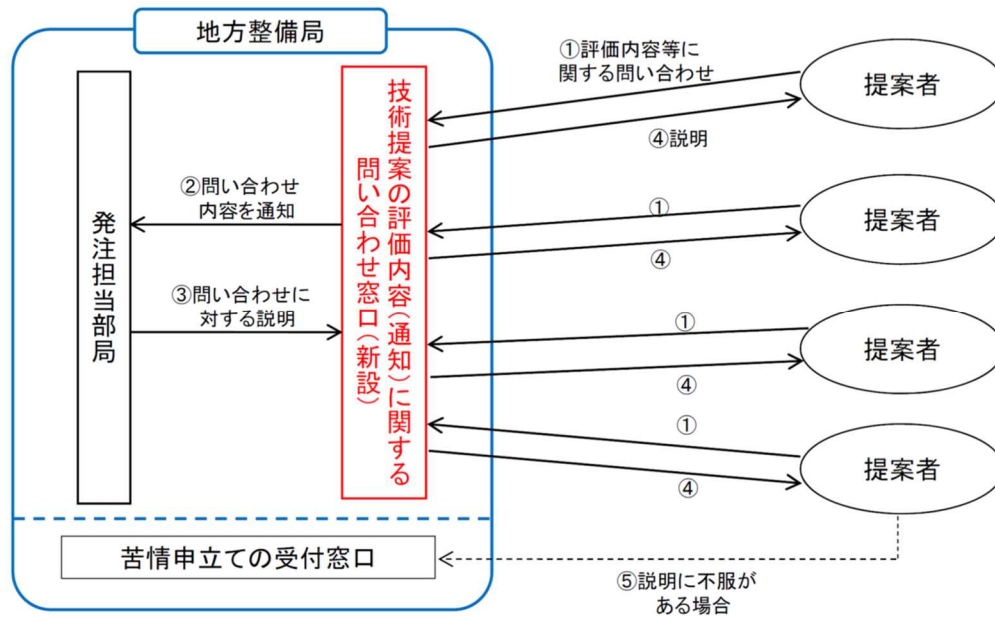 地方整備局
①評価内容等に
関する問い合わせ
提案者
④説明
技術提案の評価内容(通知)に関する
問い合わせ窓口(新設)
発注担当部局
②問い合わせ
内容を通知
①
④
提案者
③問い合わせに
対する説明
①
④
提案者
①
④
提案者
苦情申立ての受付窓口
⑤説明に不服が
ある場合